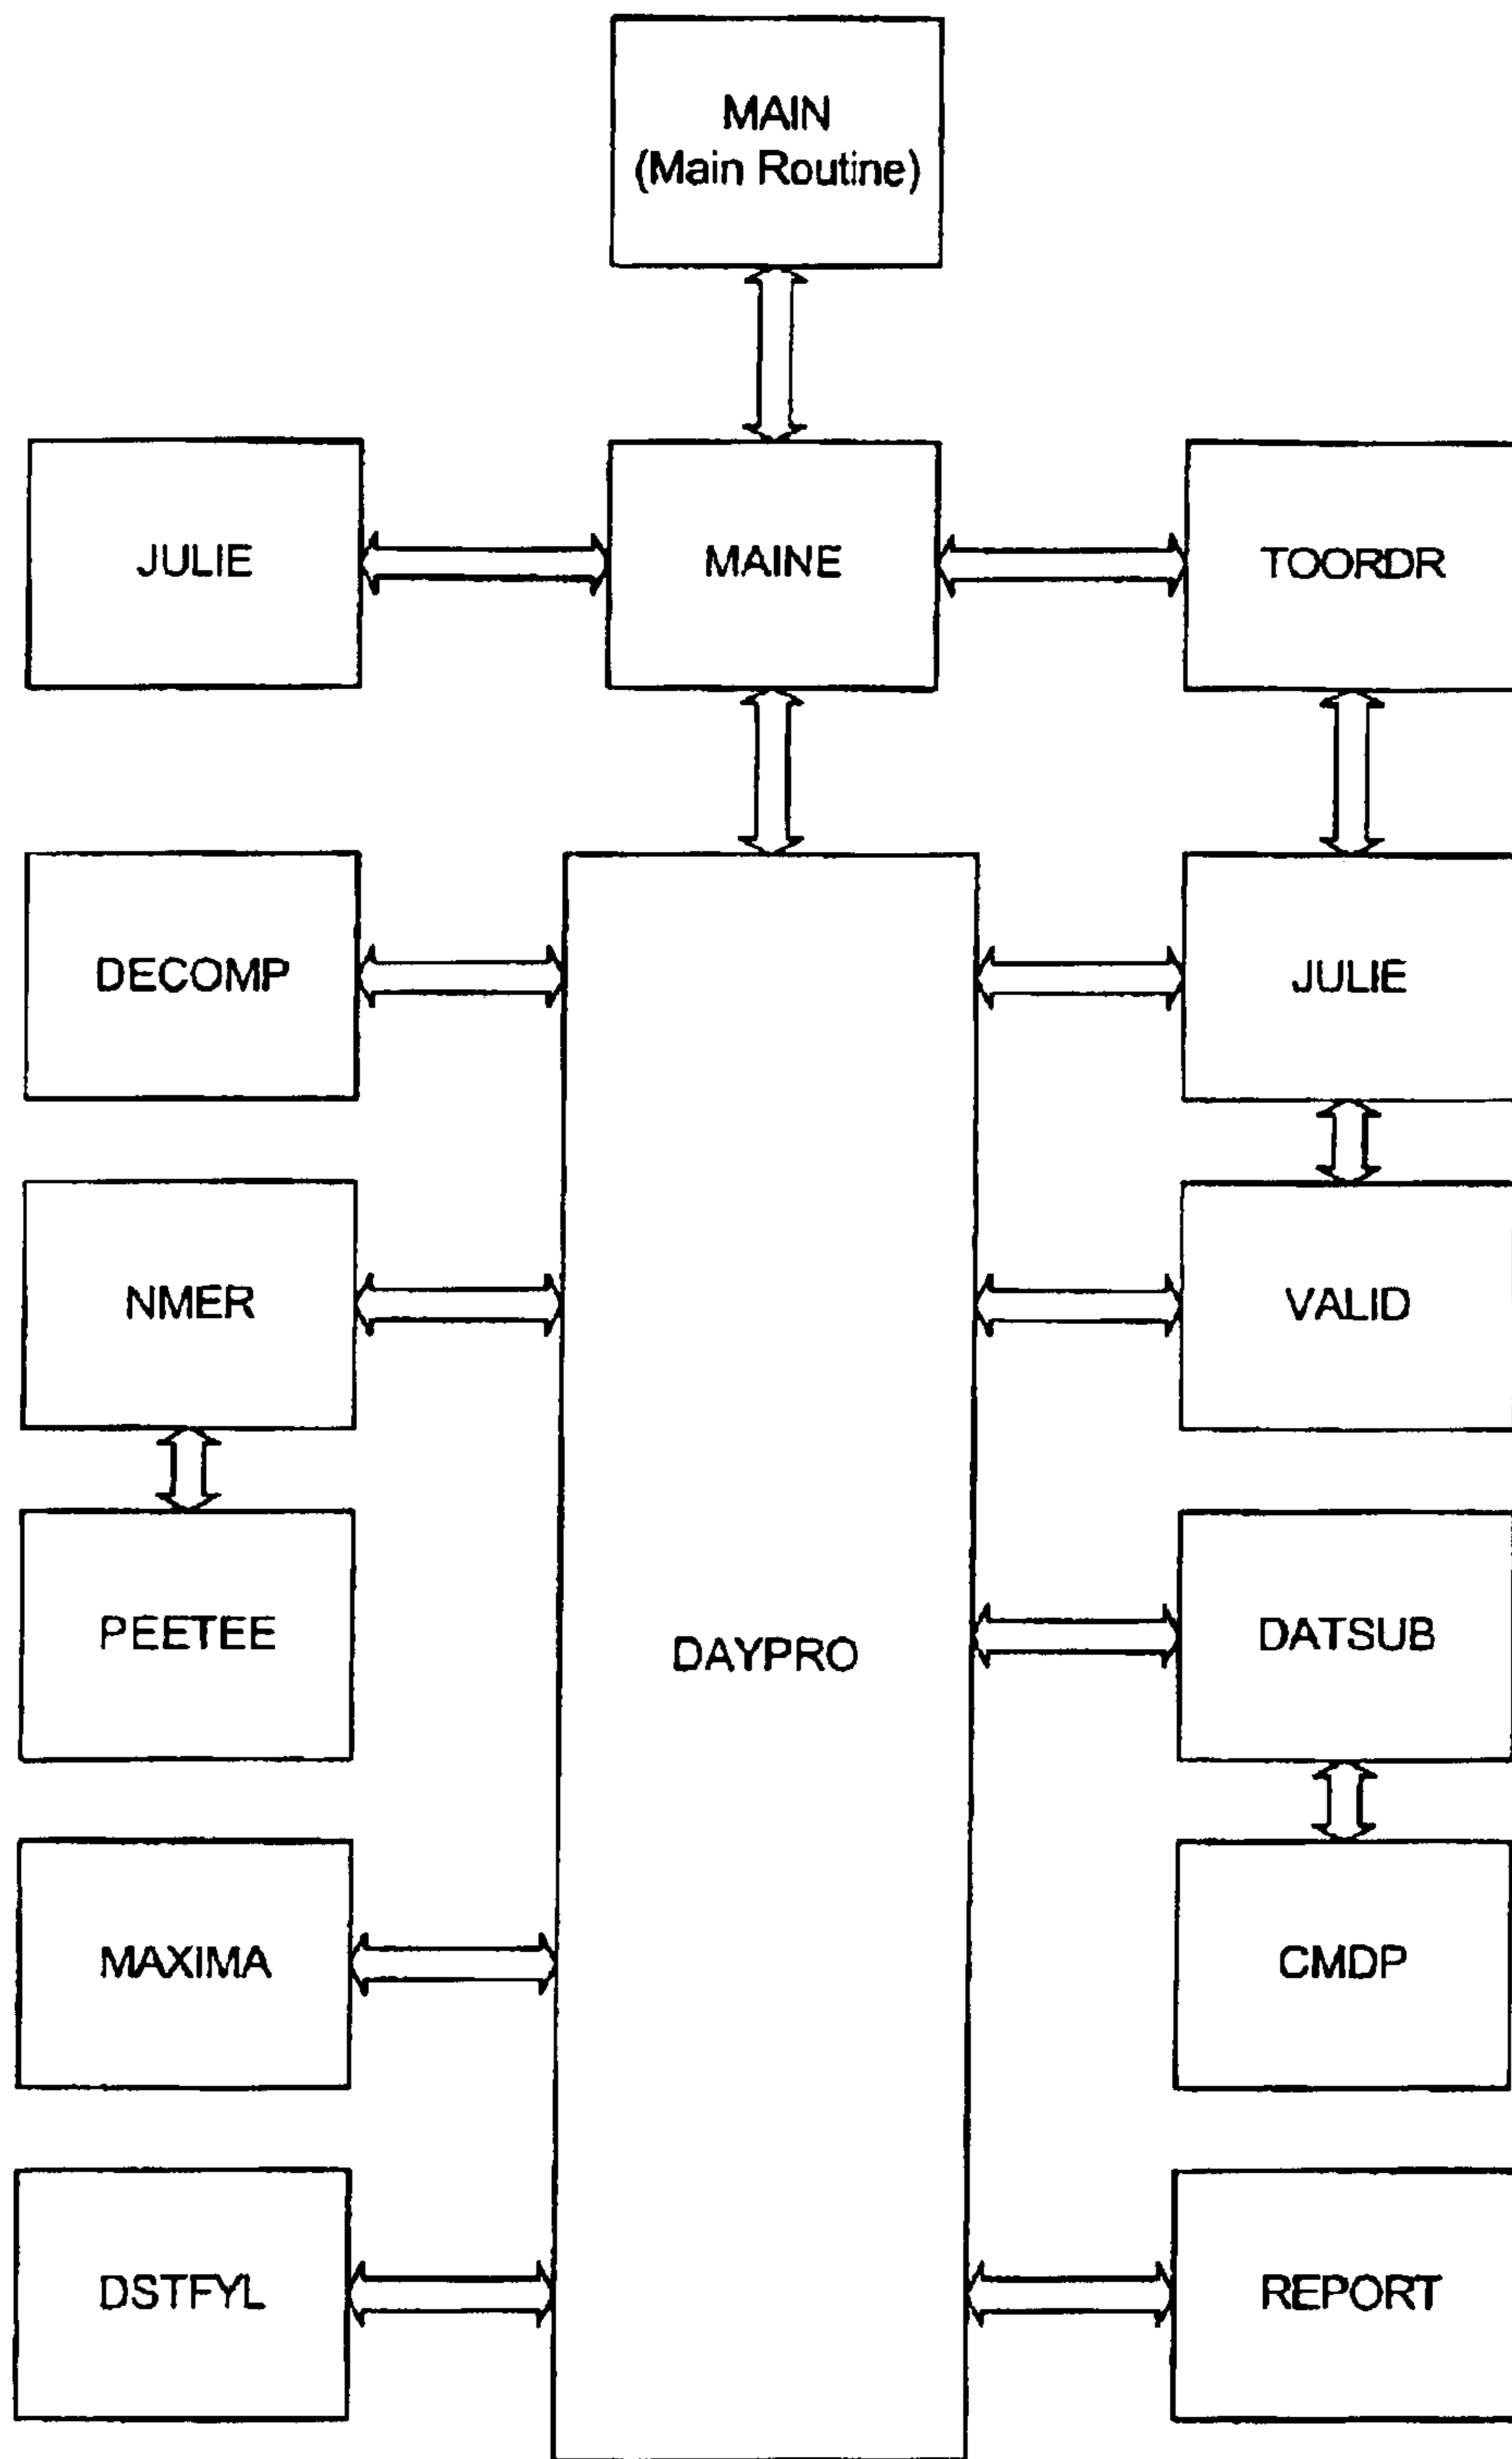 MAIN
(Main Routine)
JULIE
MAINE
TOORDR
DECOMP
JULIE
NMER
VALID
PEETEE
DAYPRO
DATSUB
MAXIMA
CMDP
DSTFYL
REPORT